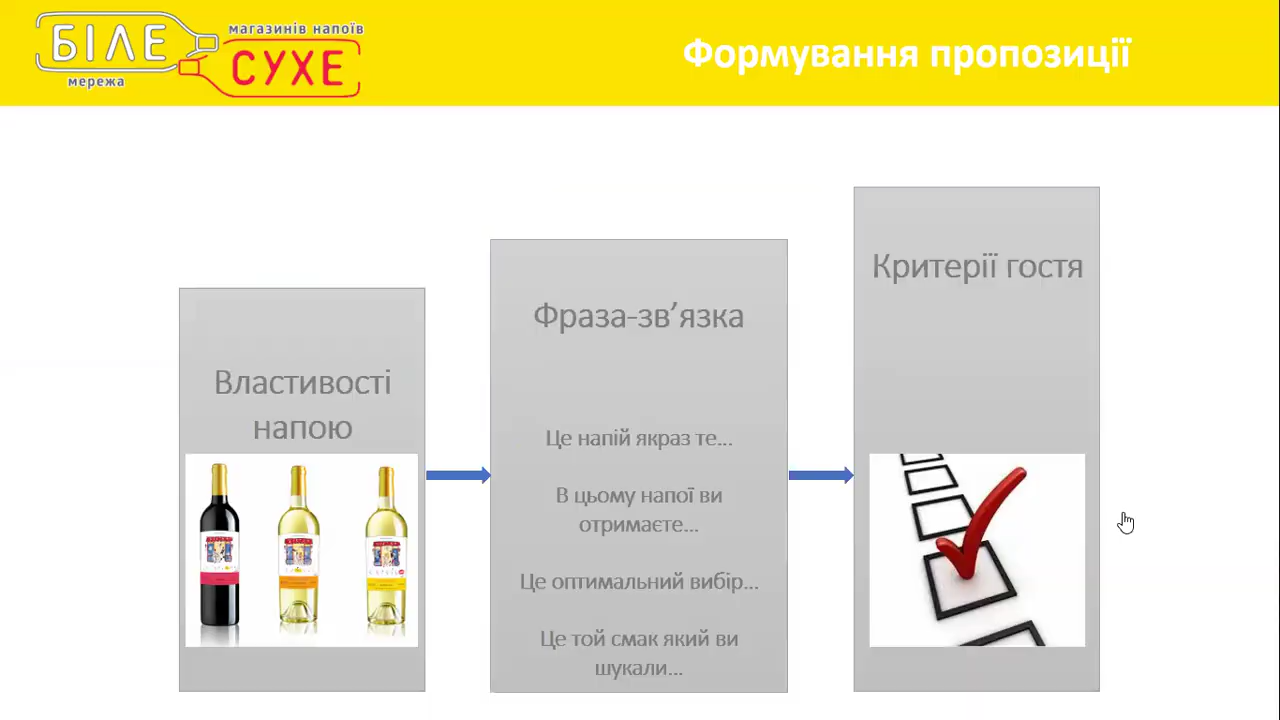 БІЛЕ
мережа
магазинів напоїв
СУХЕ
Формування пропозиції
Властивості
напою
Фраза-зв’язка
Це напій якраз те...
В цьому напої ви
отримаєте...
Це оптимальний вибір...
Це той смак який ви
шукали...
Критерії гостя